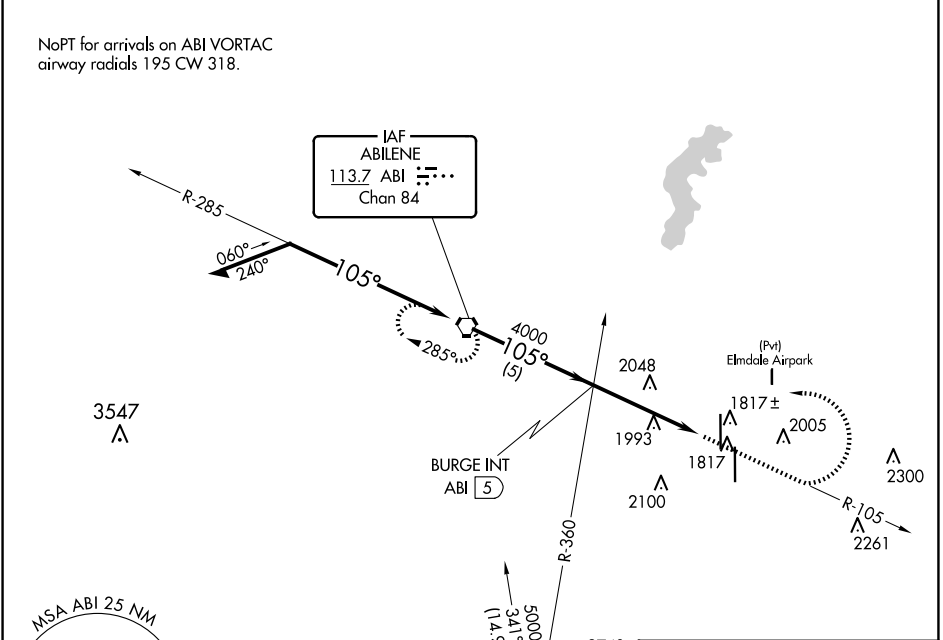 NoPT for arrivals on ABI VORTAC
airway radials 195 CW 318.
IAF
ABILENE
113.7 ABI
Chan 84
R-285
060°
240°
105°
285°
4000
105°
(5)
(Pvt)
Elmdale Airpark
2048
1817±
2005
3547
1993
1817
BURGE INT
ABI 5
2100
2300
R-105
2261
R-360
MSA ABI 25 NM
5000
341°